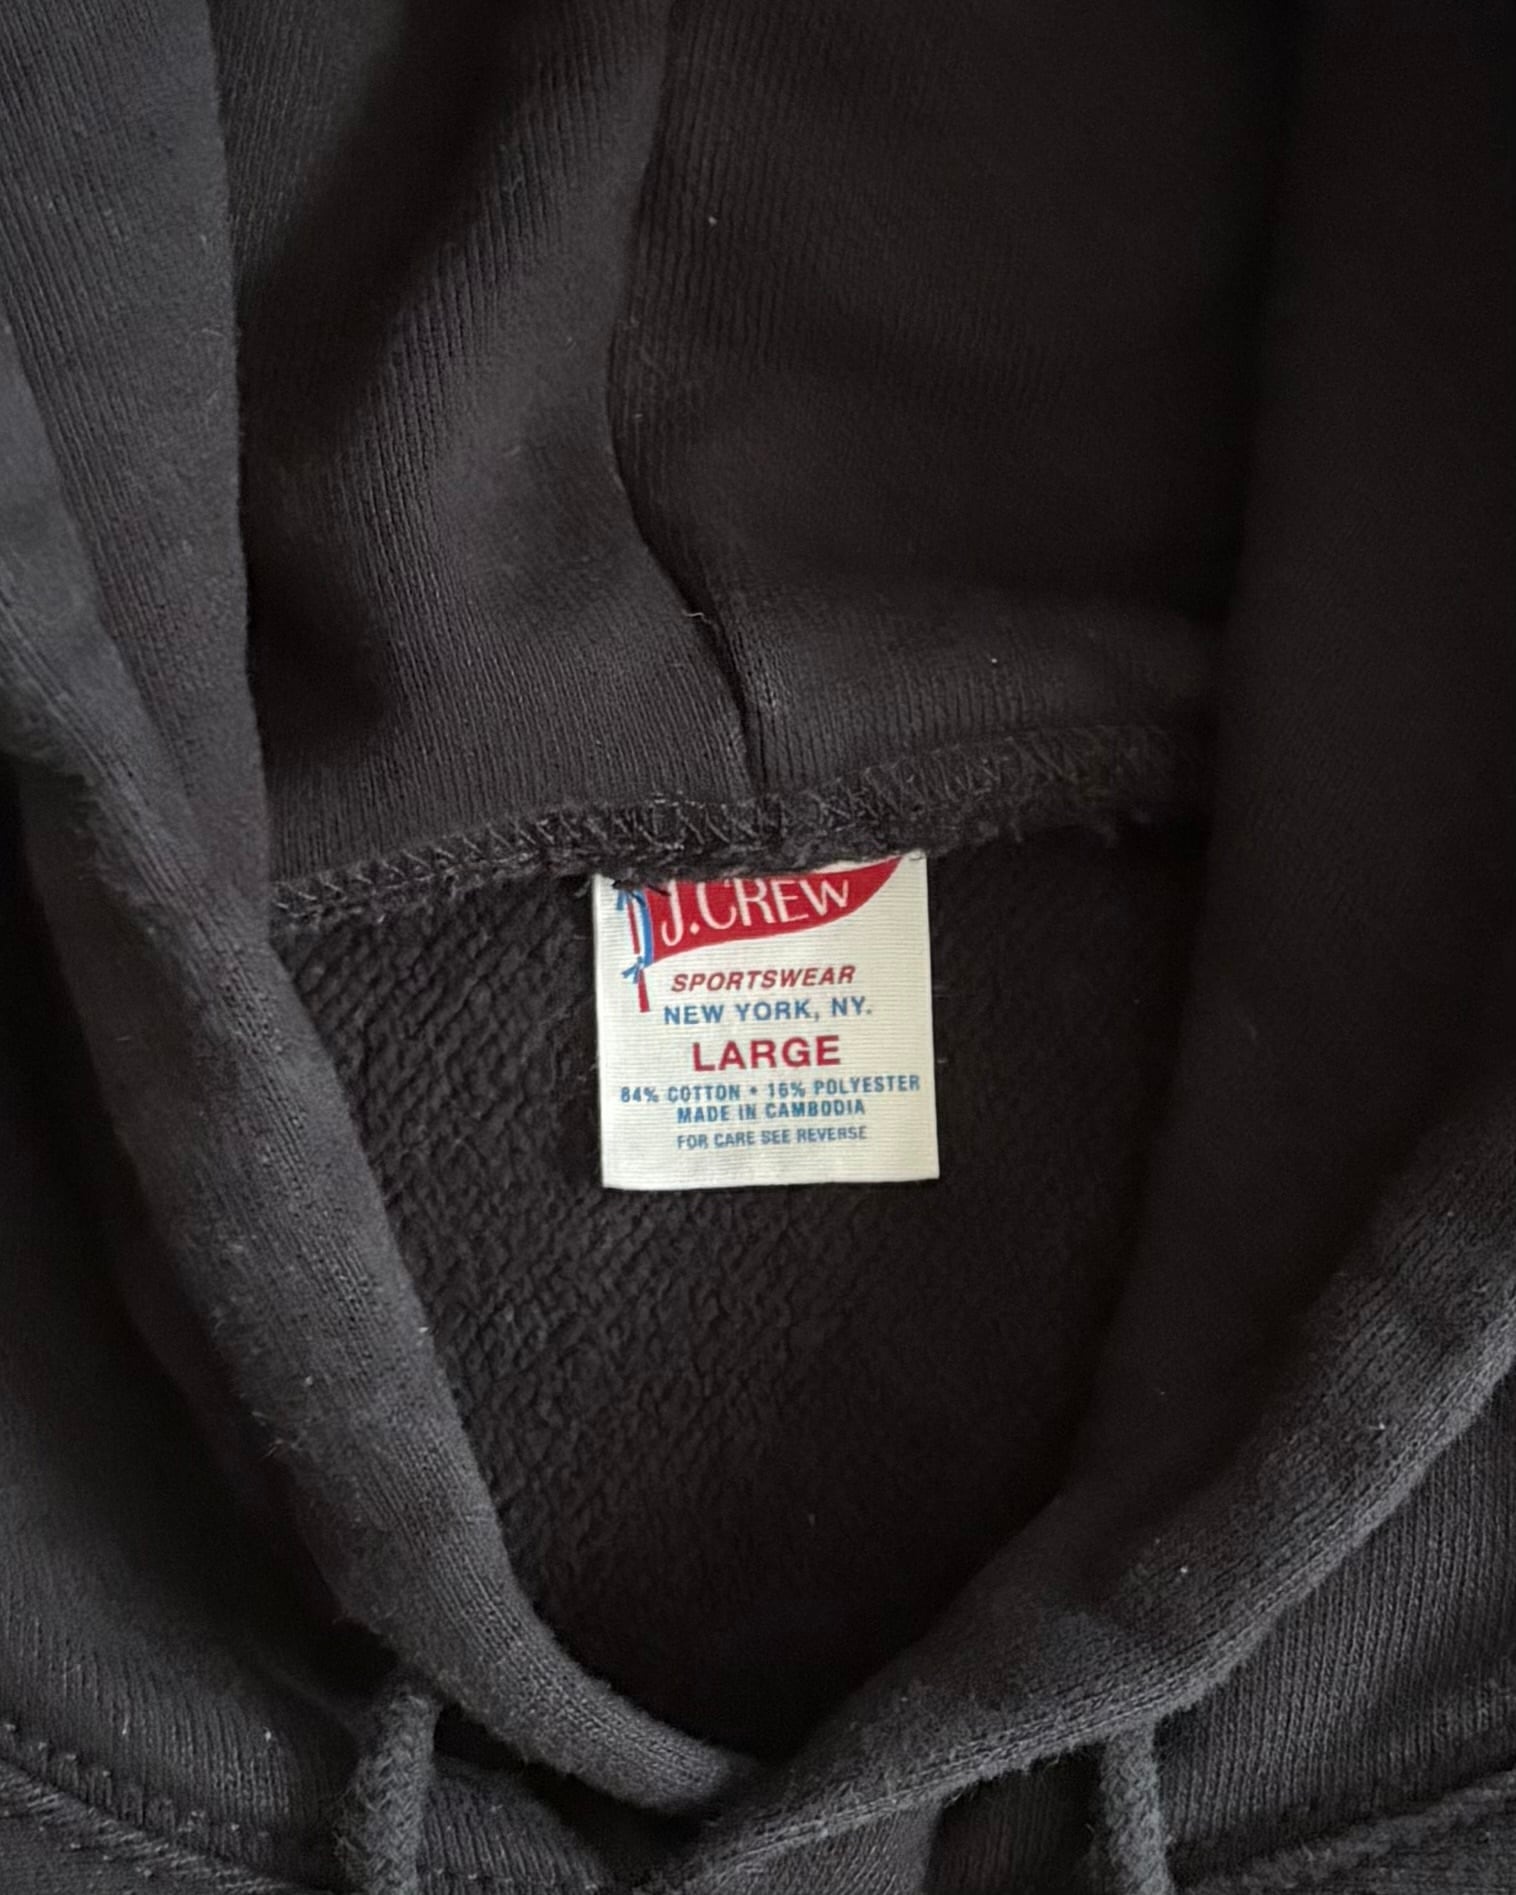 J.CREW
SPORTSWEAR
NEW YORK, NY.
LARGE
84% COTTON • 16% POLYESTER
MADE IN CAMBODIA
FOR CARE SEE REVERSE